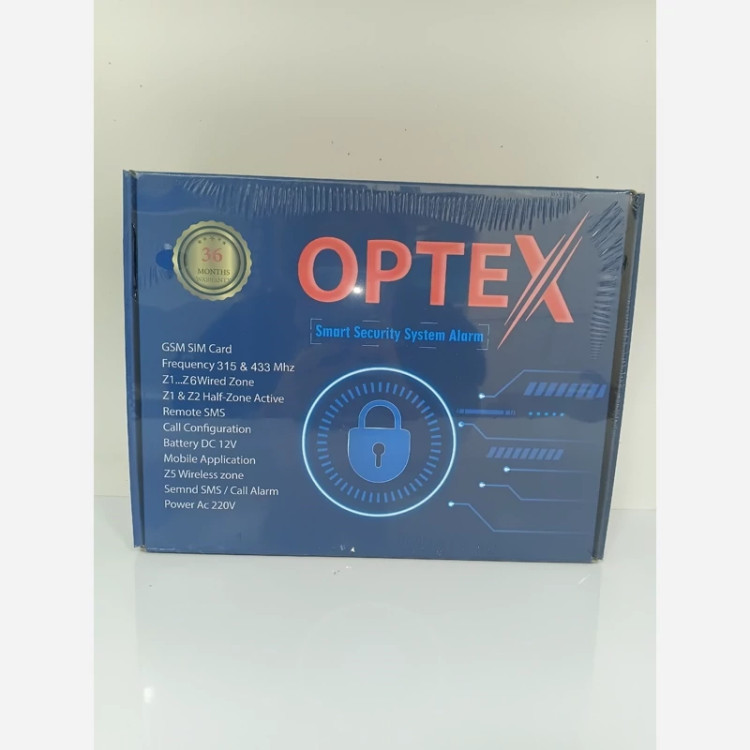 36
MONTHS
OPTEX
Smart Security System Alarm
GSM SIM Card
Frequency 315 & 433 Mhz
Z1...Z6Wired Zone
Z1 & Z2 Half-Zone Active
Remote SMS
Call Configuration
Battery DC 12V
Mobile Application
Z5 Wireless zone
Semnd SMS / Call Alarm
Power Ac 220V